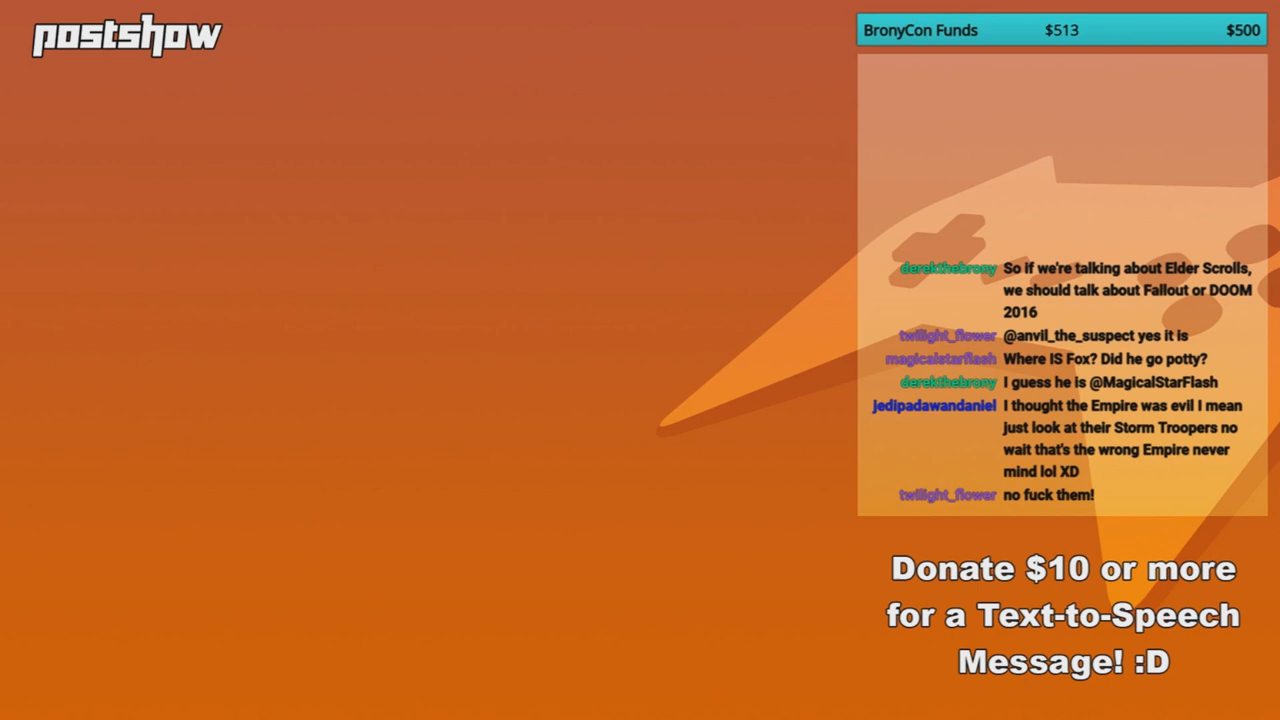 postshow
BronyCon Funds $513 $500
derekthebrony So if we're talking about Elder Scrolls,
we should talk about Fallout or DOOM
2016
twilight_flower @anvil_the_suspect yes it is
magicalstarflash Where IS Fox? Did he go potty?
derekthebrony I guess he is @MagicalStarFlash
jedipadawandaniel I thought the Empire was evil I mean
just look at their Storm Troopers no
wait that's the wrong Empire never
mind lol XD
twilight_flower no fuck them!
Donate $10 or more
for a Text-to-Speech
Message! :D